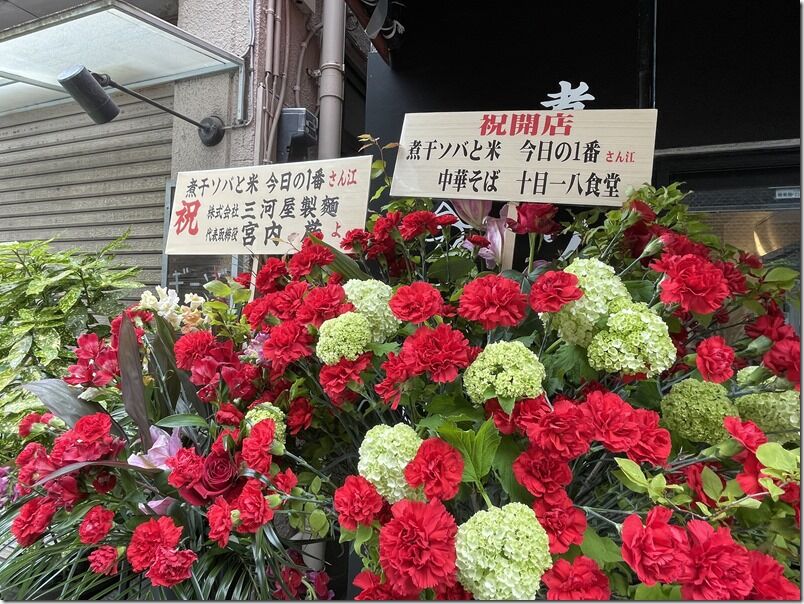 煮
祝開店
煮干ソバと米 今日の1番さん江
中華そば 十目一八食堂
煮干ソバと米 今日の1番さん江
祝
株式会社 三河屋製麺
代表取締役 宮内 よ